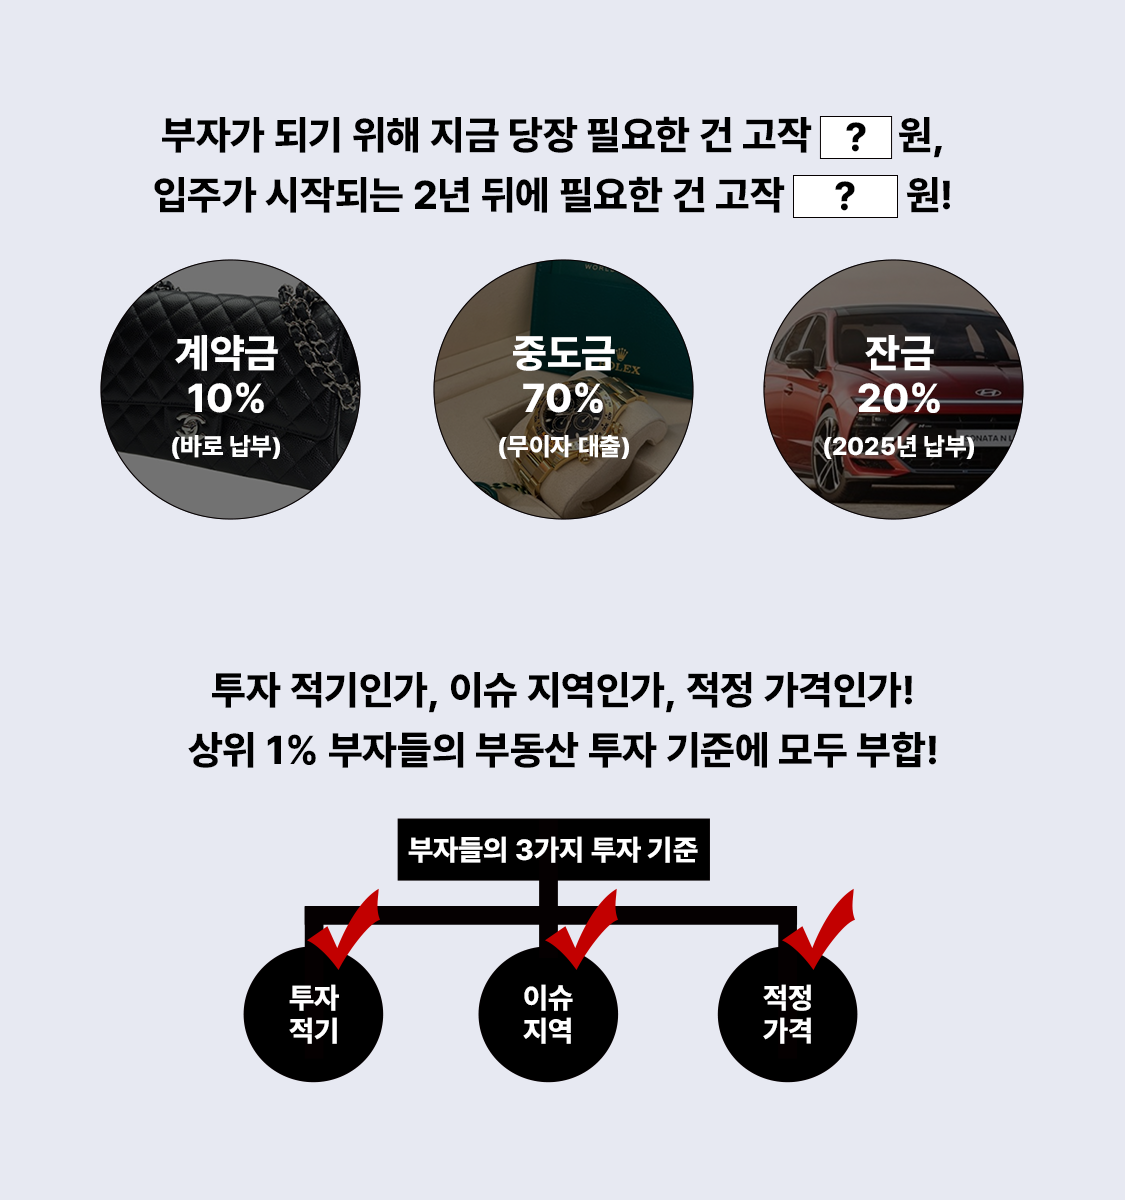 부자가 되기 위해 지금 당장 필요한 건 고작 ? 원,
입주가 시작되는 2년 뒤에 필요한 건 고작 ? 원!
계약금
10%
(바로 납부)
중도금
70%
(무이자 대출)
잔금
20%
(2025년 납부)
투자 적기인가, 이슈 지역인가, 적정 가격인가!
상위 1% 부자들의 부동산 투자 기준에 모두 부합!
부자들의 3가지 투자 기준
투자
적기
이슈
지역
적정
가격